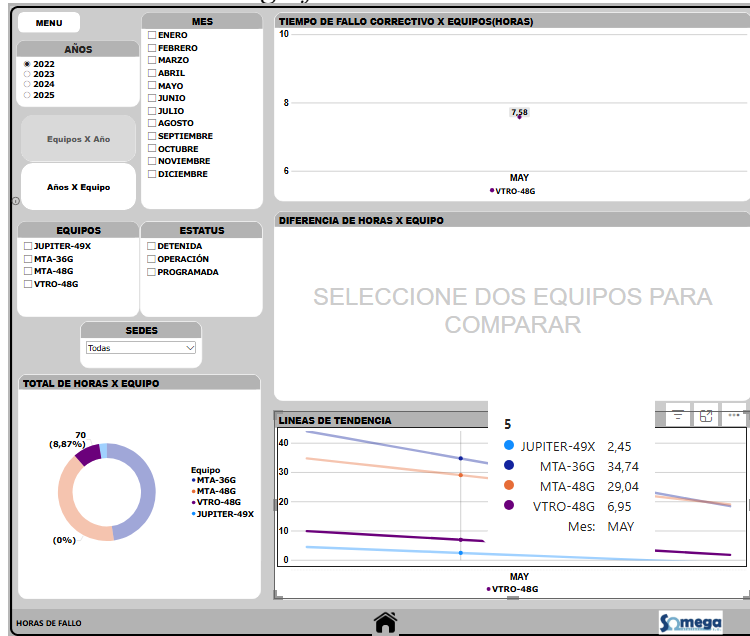 MENU
AÑOS
2022
2023
2024
2025
Equipos X Año
Años X Equipo
MES
ENERO
FEBRERO
MARZO
ABRIL
MAYO
JUNIO
JULIO
AGOSTO
SEPTIEMBRE
OCTUBRE
NOVIEMBRE
DICIEMBRE
TIEMPO DE FALLO CORRECTIVO X EQUIPOS(HORAS)
10
8
6
7,58
MAY
VTRO-48G
EQUIPOS
JUPITER-49X
MTA-36G
MTA-48G
VTRO-48G
ESTATUS
DETENIDA
OPERACIÓN
PROGRAMADA
DIFERENCIA DE HORAS X EQUIPO
SELECCIONE DOS EQUIPOS PARA
COMPARAR
SEDES
Todas
TOTAL DE HORAS X EQUIPO
70
(8,87%)
(0%)
Equipo
MTA-36G
MTA-48G
VTRO-48G
JUPITER-49X
LINEAS DE TENDENCIA
40
30
20
10
0
5
JUPITER-49X 2,45
MTA-36G 34,74
MTA-48G 29,04
VTRO-48G 6,95
Mes: MAY
MAY
VTRO-48G
HORAS DE FALLO
Somega